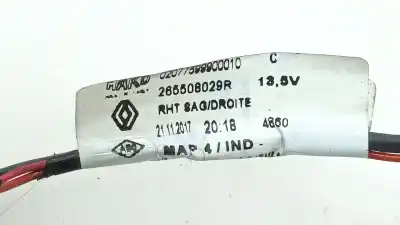 02077599900010 C
265508029R 13,5V
RHT SAG/DROITE
21.11.2017 20:18 4860
MAP 4 / IND -